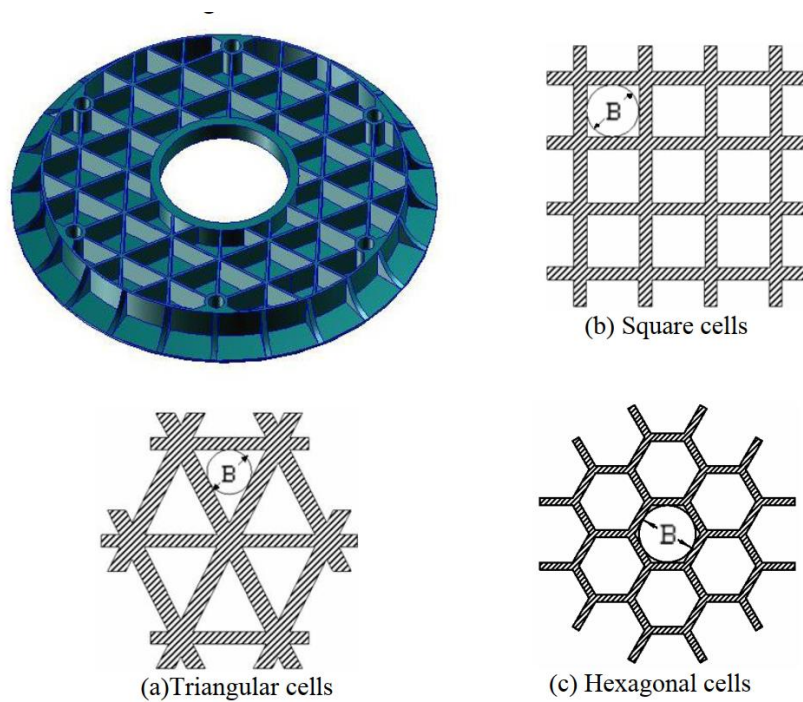 B
(b) Square cells
B
(a)Triangular cells
B
(c) Hexagonal cells